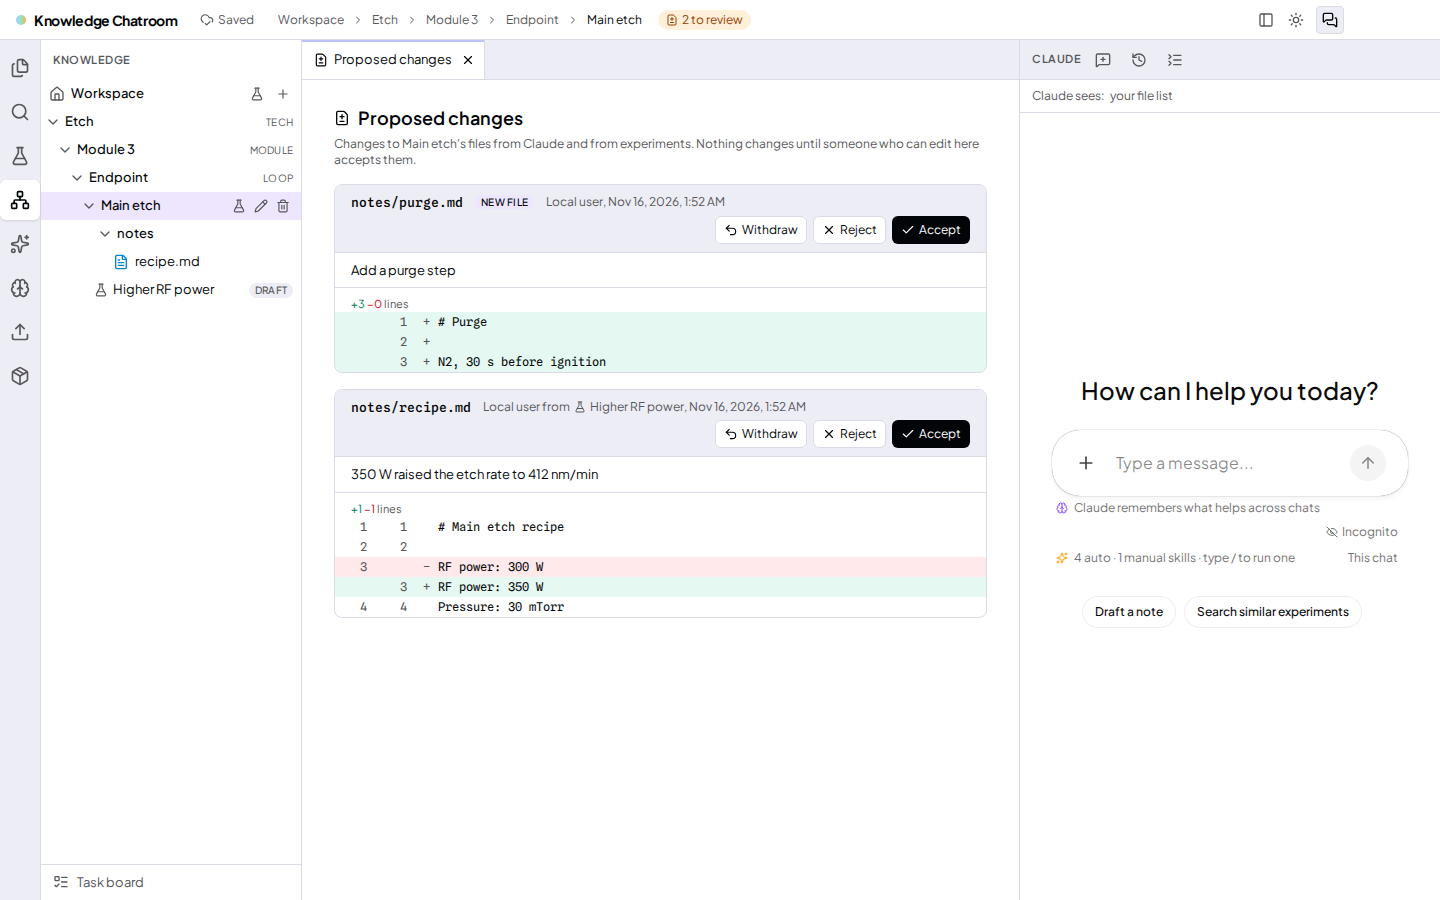 Knowledge Chatroom
Saved
Workspace > Etch > Module 3 > Endpoint > Main etch
2 to review
KNOWLEDGE
Workspace
Etch TECH
Module 3 MODULE
Endpoint LOOP
Main etch
notes
recipe.md
Higher RF power DRAFT
Task board
Proposed changes
Proposed changes
Changes to Main etch's files from Claude and from experiments. Nothing changes until someone who can edit here
accepts them.
notes/purge.md NEW FILE Local user, Nov 16, 2026, 1:52 AM
Withdraw Reject Accept
Add a purge step
+3 −0 lines
1 + # Purge
2 +
3 + N2, 30 s before ignition
notes/recipe.md Local user from Higher RF power, Nov 16, 2026, 1:52 AM
Withdraw Reject Accept
350 W raised the etch rate to 412 nm/min
+1 −1 lines
1 1 # Main etch recipe
2 2
3 − RF power: 300 W
3 + RF power: 350 W
4 4 Pressure: 30 mTorr
CLAUDE
Claude sees: your file list
How can I help you today?
Type a message...
Claude remembers what helps across chats
Incognito
4 auto · 1 manual skills · type / to run one
This chat
Draft a note
Search similar experiments